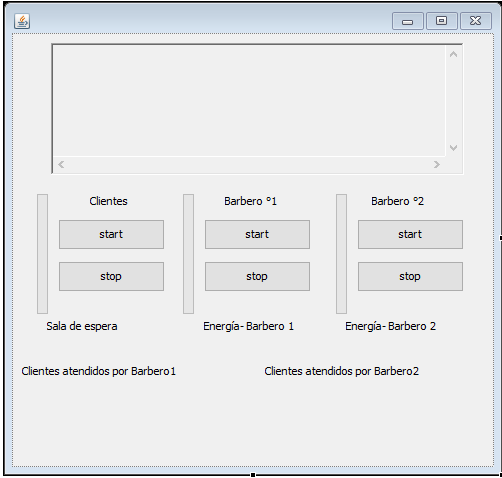 Clientes Barbero °1 Barbero °2
start start start
stop stop stop
Sala de espera Energía- Barbero 1 Energía- Barbero 2
Clientes atendidos por Barbero1 Clientes atendidos por Barbero2